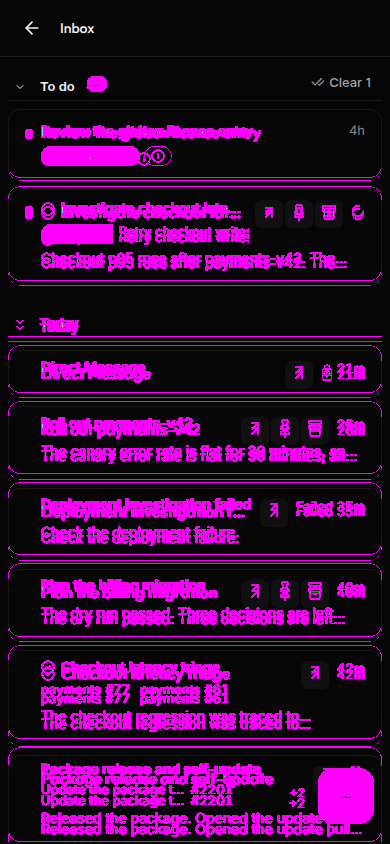 Inbox
To do
Clear 1
4h
Investigate checkout
Retry checkout write
Checkout p95 rose after payments-v42. The...
Today
Direct Message
21m
Roll out payments-v42
The canary error rate is flat for 30 minutes, so...
Deployment investigation failed
Failed 35m
Check the deployment failure.
Plan the billing migration
40m
The dry run passed. Three decisions are left...
Checkout latency triage
42m
payments #77 payments #81
The checkout regression was traced to...
Package release and self-update
Update the package t... #2201
+2
Released the package. Opened the update pull...